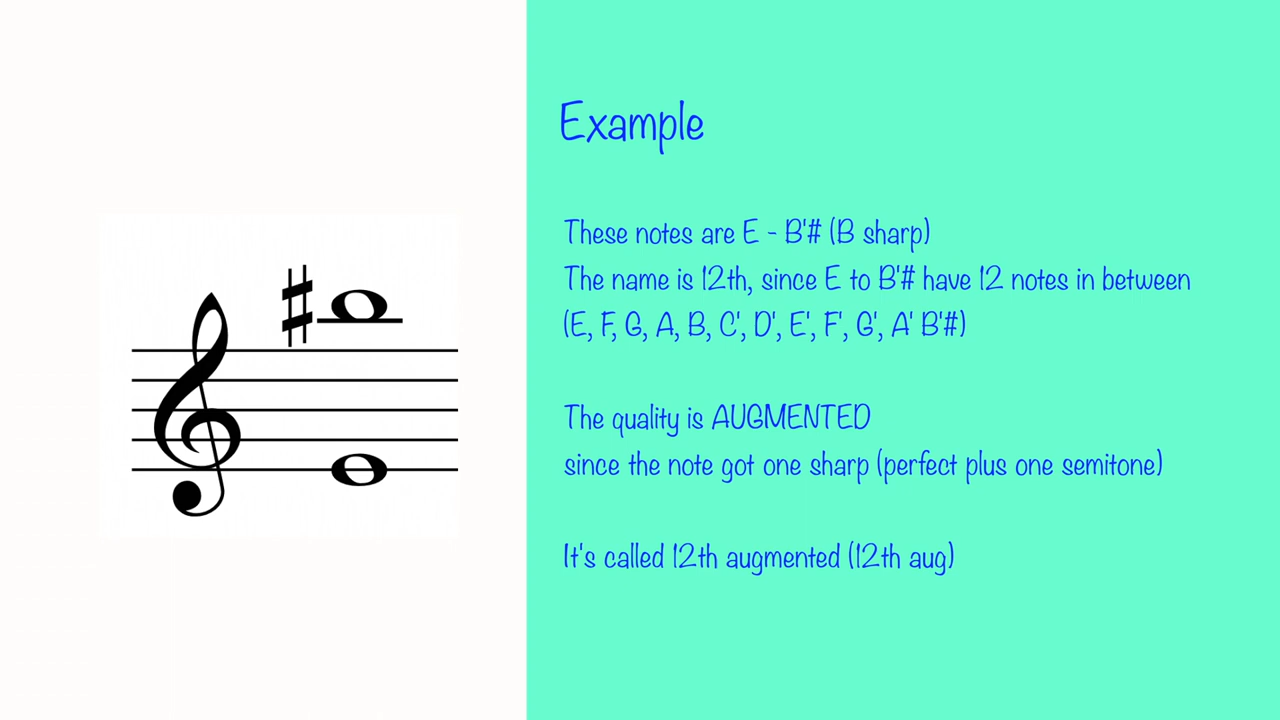 Example
These notes are E - B'# (B sharp)
The name is 12th, since E to B'# have 12 notes in between
(E, F, G, A, B, C', D', E', F', G', A' B'#)
The quality is AUGMENTED
since the note got one sharp (perfect plus one semitone)
It's called 12th augmented (12th aug)